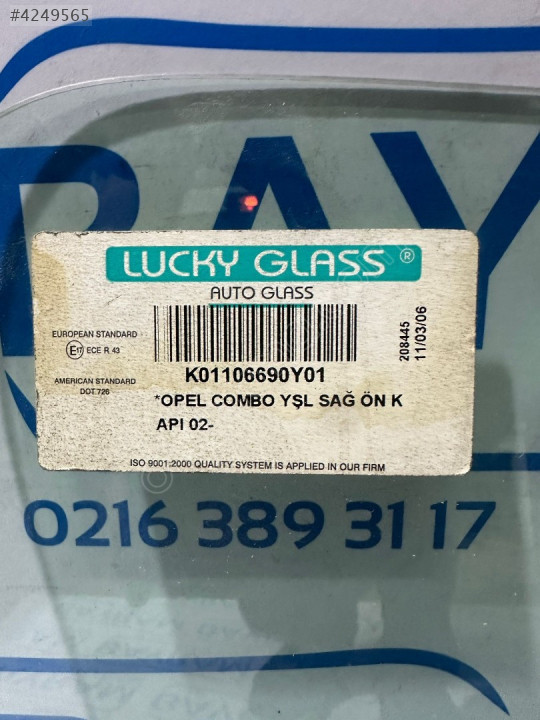 #4249565
BAY
LUCKY GLASS ®
AUTO GLASS
EUROPEAN STANDARD
E17 ECE R 43
AMERICAN STANDARD
DOT 726
208445
11/03/06
K01106690Y01
*OPEL COMBO YŞL SAĞ ÖN K
API 02-
ISO 9001:2000 QUALITY SYSTEM IS APPLIED IN OUR FIRM
0216 389 31 17